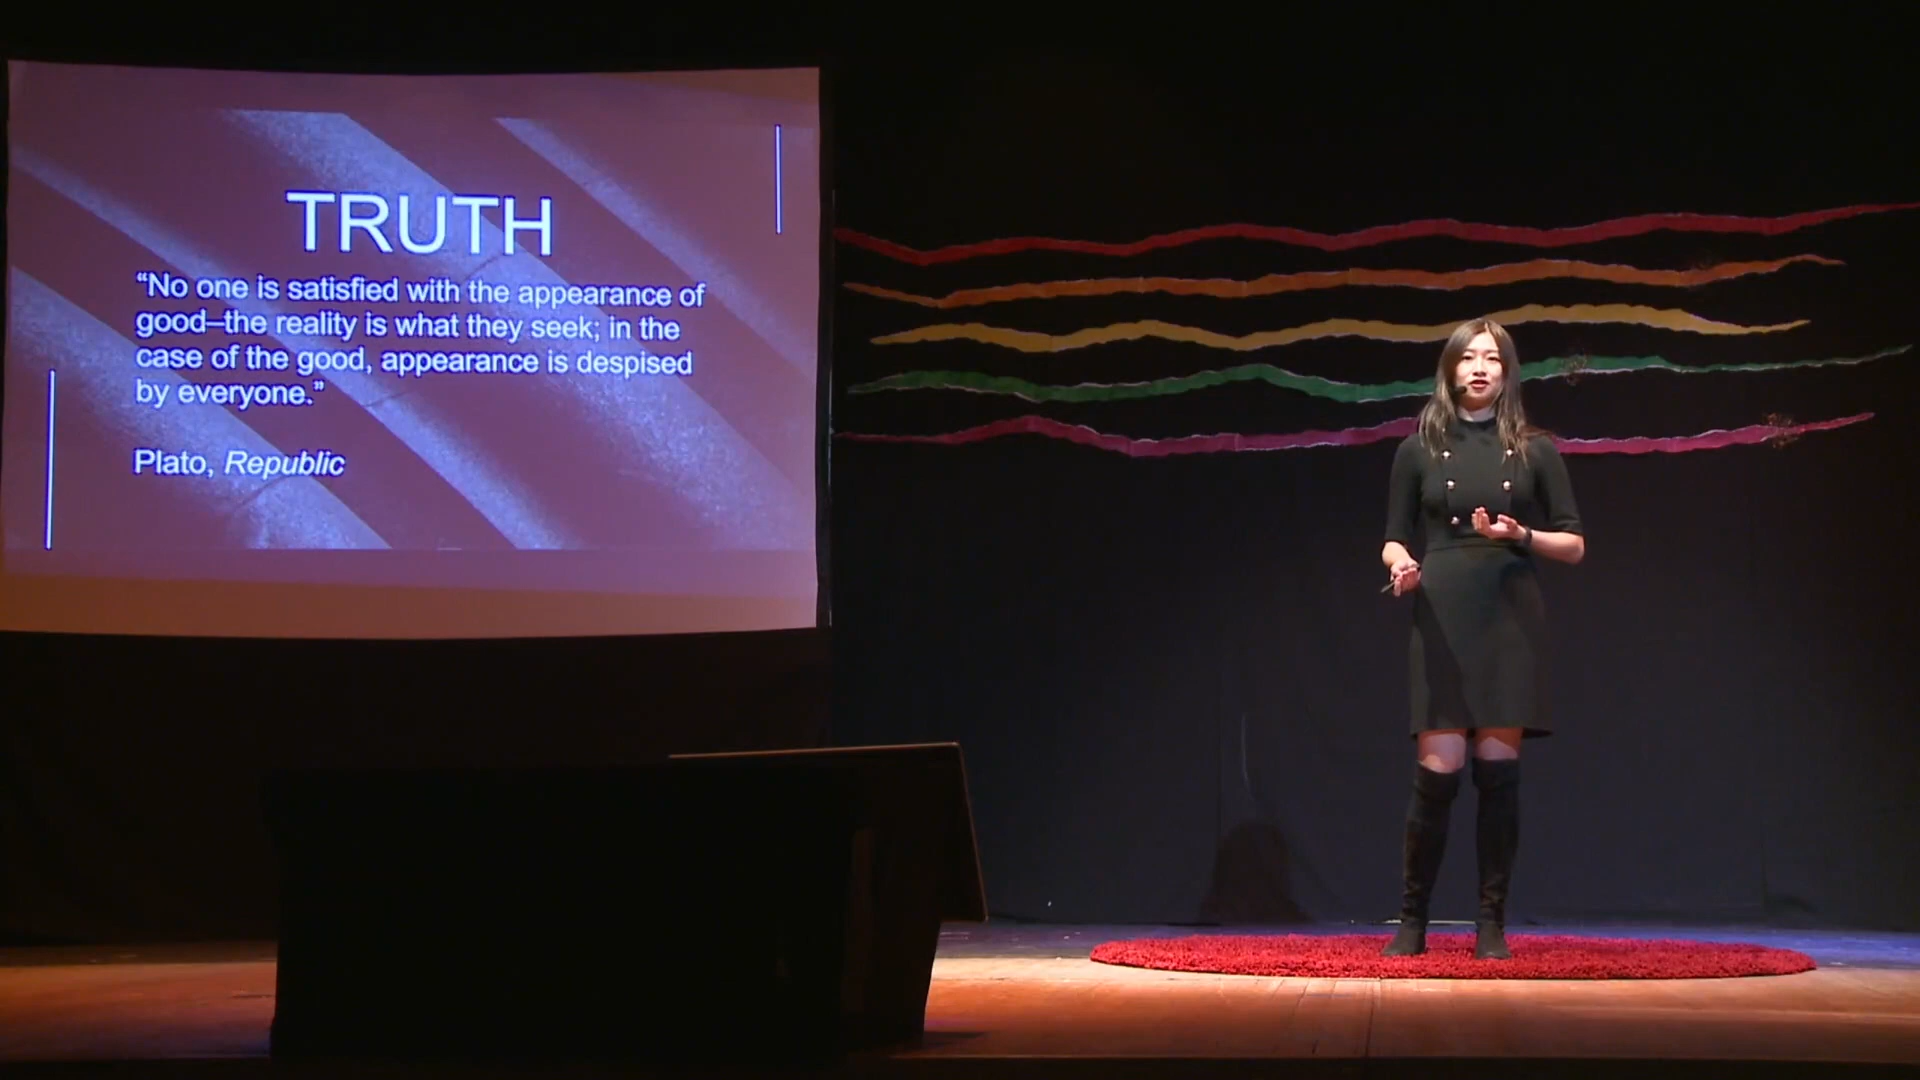 TRUTH
“No one is satisfied with the appearance of
good–the reality is what they seek; in the
case of the good, appearance is despised
by everyone.”
Plato, Republic